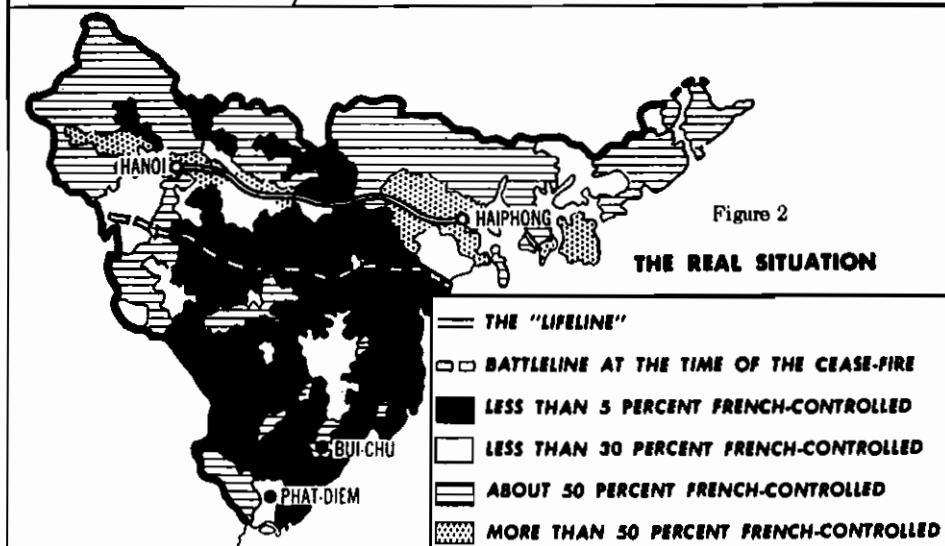 HANOI
HAIPHONG
Figure 2
THE REAL SITUATION
THE "LIFELINE"
BATTLELINE AT THE TIME OF THE CEASE-FIRE
LESS THAN 5 PERCENT FRENCH-CONTROLLED
LESS THAN 30 PERCENT FRENCH-CONTROLLED
ABOUT 50 PERCENT FRENCH-CONTROLLED
MORE THAN 50 PERCENT FRENCH-CONTROLLED
BUI-CHU
PHAT-DIEM